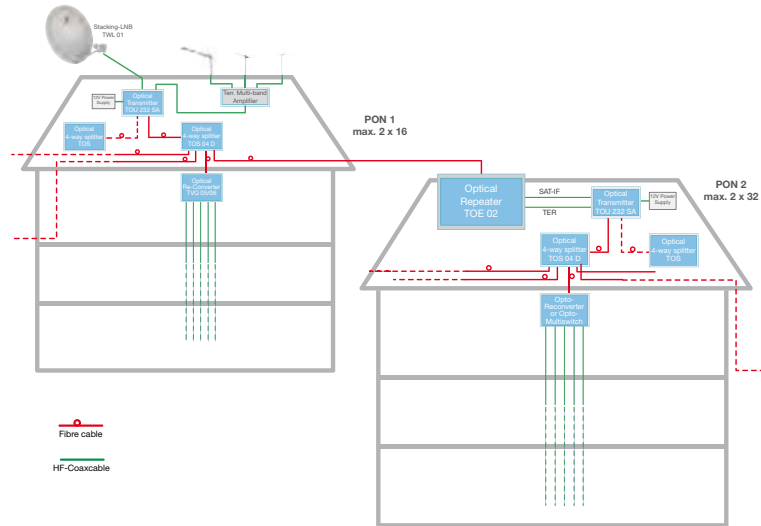 Stacking-LNB
TWL 01
12V Power
Supply
Optical
Transmitter
TOU 232 SA
Terr. Multi-band
Amplifier
PON 1
max. 2 x 16
Optical
4-way splitter
TOS
Optical
4-way splitter
TOS 04 D
Optical
Re-Converter
TVQ 05/06
Optical
Repeater
TOE 02
SAT-IF
TER
Optical
Transmitter
TOU 232 SA
12V Power
Supply
PON 2
max. 2 x 32
Optical
4-way splitter
TOS 04 D
Optical
4-way splitter
TOS
Opto-
Reconverter
or Opto-
Multiswitch
Fibre cable
HF-Coaxcable